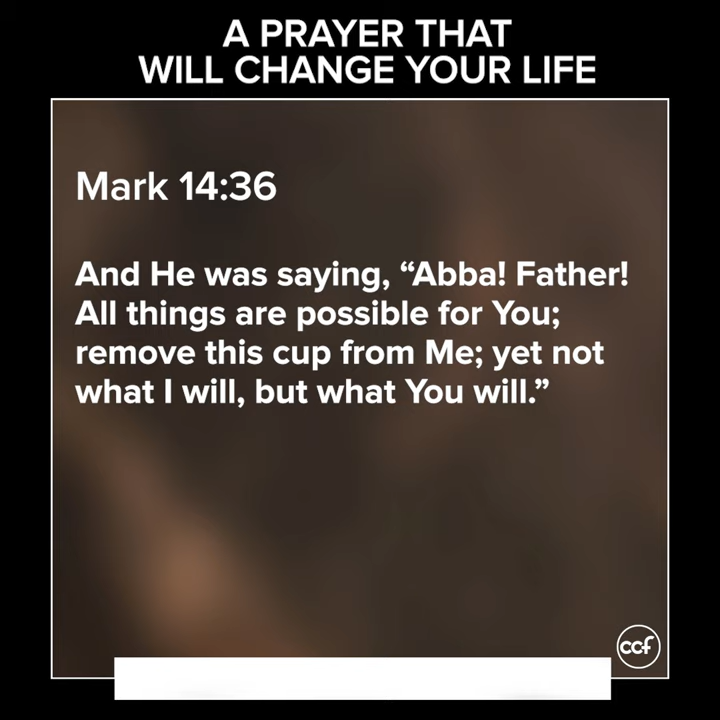 A PRAYER THAT
WILL CHANGE YOUR LIFE
Mark 14:36
And He was saying, “Abba! Father!
All things are possible for You;
remove this cup from Me; yet not
what I will, but what You will.”
ccf